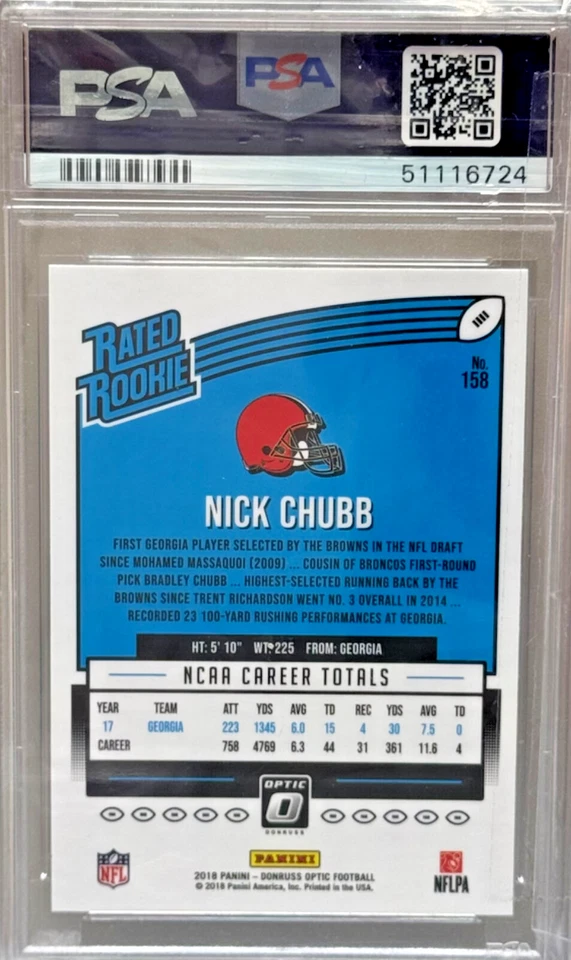 PSA
PSA
51116724
RATED
ROOKIE
No.
158
NICK CHUBB
FIRST GEORGIA PLAYER SELECTED BY THE BROWNS IN THE NFL DRAFT
SINCE MOHAMED MASSAQUOI (2009) ... COUSIN OF BRONCOS FIRST-ROUND
PICK BRADLEY CHUBB ... HIGHEST-SELECTED RUNNING BACK BY THE
BROWNS SINCE TRENT RICHARDSON WENT NO. 3 OVERALL IN 2014 ...
RECORDED 23 100-YARD RUSHING PERFORMANCES AT GEORGIA.
HT: 5' 10" WT: 225 FROM: GEORGIA
NCAA CAREER TOTALS
YEAR TEAM ATT YDS AVG TD REC YDS AVG TD
17 GEORGIA 223 1345 6.0 15 4 30 7.5 0
CAREER 758 4769 6.3 44 31 361 11.6 4
OPTIC
DONRUSS
PANINI
NFL
2018 PANINI – DONRUSS OPTIC FOOTBALL
© 2018 Panini America, Inc. Printed in the USA.
NFLPA
PSA